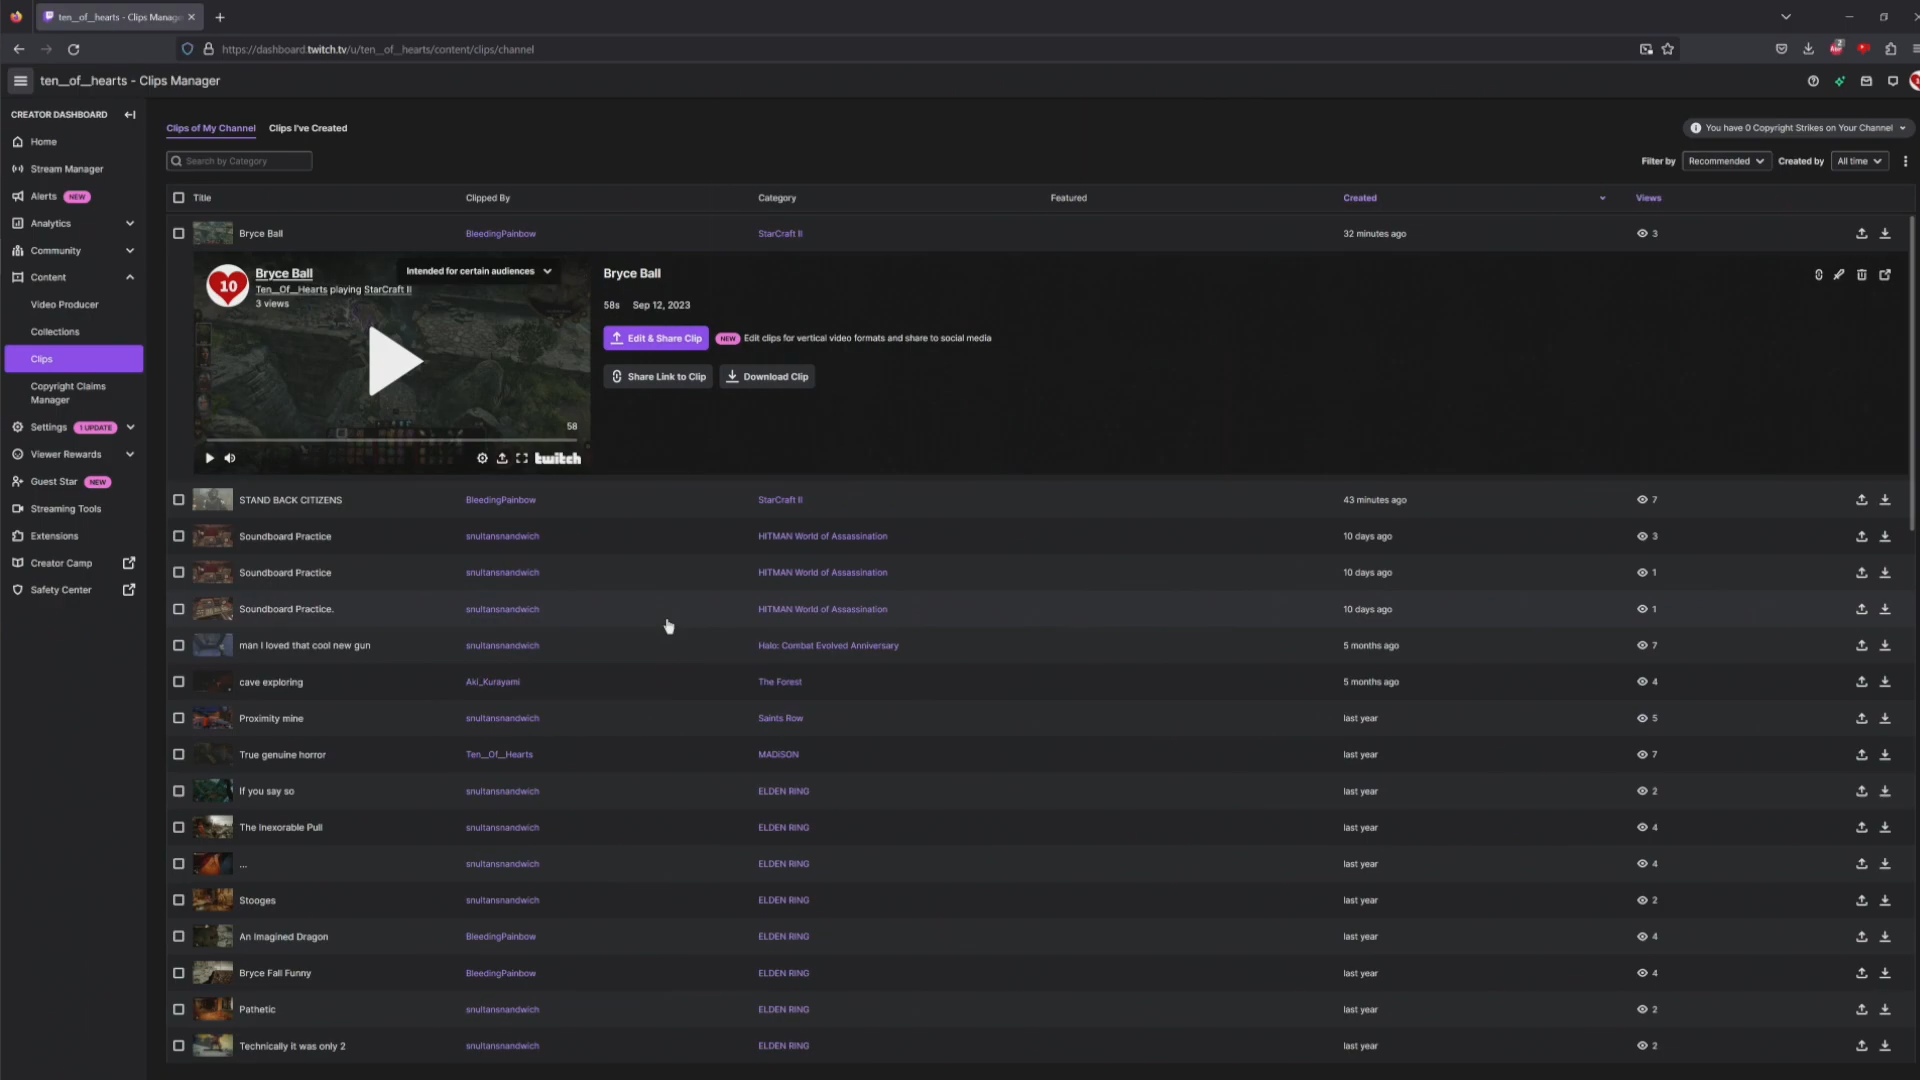 ten__of__hearts - Clips Manage
https://dashboard.twitch.tv/u/ten__of__hearts/content/clips/channel
2
ten__of__hearts - Clips Manager
CREATOR DASHBOARD
Home
Stream Manager
Alerts NEW
Analytics
Community
Content
Video Producer
Collections
Clips
Copyright Claims
Manager
Settings 1 UPDATE
Viewer Rewards
Guest Star NEW
Streaming Tools
Extensions
Creator Camp
Safety Center
Clips of My Channel Clips I've Created
You have 0 Copyright Strikes on Your Channel
Search by Category
Filter by Recommended Created by All time
Title Clipped By Category Featured Created Views
Bryce Ball BleedingPainbow StarCraft II 32 minutes ago 3
10
Bryce Ball
Intended for certain audiences
Ten__Of__Hearts playing StarCraft II
3 views
58
twitch
Bryce Ball
58s Sep 12, 2023
Edit & Share Clip NEW Edit clips for vertical video formats and share to social media
Share Link to Clip Download Clip
STAND BACK CITIZENS BleedingPainbow StarCraft II 43 minutes ago 7
Soundboard Practice snultansnandwich HITMAN World of Assassination 10 days ago 3
Soundboard Practice snultansnandwich HITMAN World of Assassination 10 days ago 1
Soundboard Practice. snultansnandwich HITMAN World of Assassination 10 days ago 1
man I loved that cool new gun snultansnandwich Halo: Combat Evolved Anniversary 5 months ago 7
cave exploring Aki_Kurayami The Forest 5 months ago 4
Proximity mine snultansnandwich Saints Row last year 5
True genuine horror Ten__Of__Hearts MADiSON last year 7
If you say so snultansnandwich ELDEN RING last year 2
The Inexorable Pull snultansnandwich ELDEN RING last year 4
... snultansnandwich ELDEN RING last year 4
Stooges snultansnandwich ELDEN RING last year 2
An Imagined Dragon BleedingPainbow ELDEN RING last year 4
Bryce Fall Funny BleedingPainbow ELDEN RING last year 4
Pathetic snultansnandwich ELDEN RING last year 2
Technically it was only 2 snultansnandwich ELDEN RING last year 2